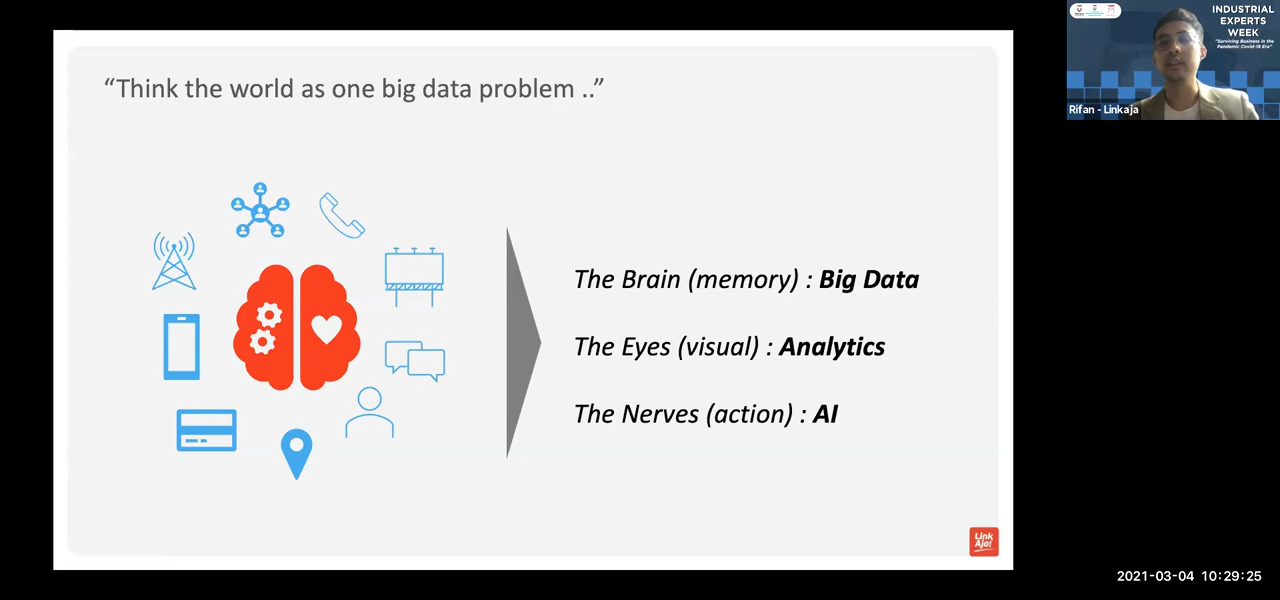 “Think the world as one big data problem ..”
The Brain (memory) : Big Data
The Eyes (visual) : Analytics
The Nerves (action) : AI
Link
Aja!
INDUSTRIAL
EXPERTS
WEEK
"Surviving Business in the
Pandemic Covid-19 Era"
Rifan - Linkaja
2021-03-04 10:29:25